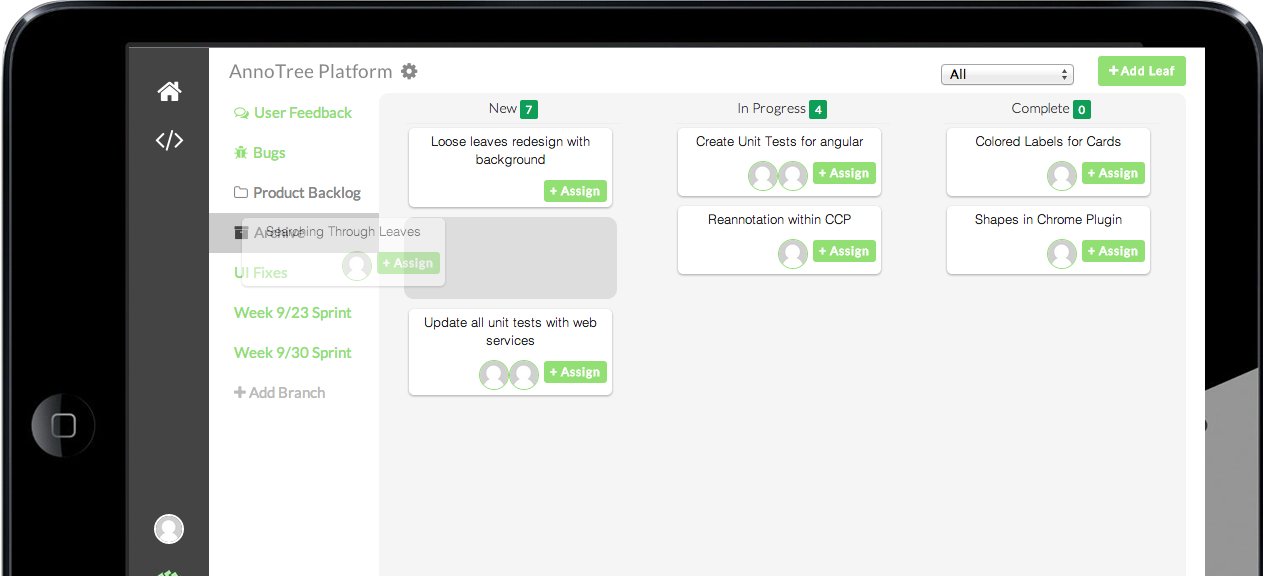 AnnoTree Platform
All
+ Add Leaf
User Feedback
Bugs
Product Backlog
Archive
UI Fixes
Week 9/23 Sprint
Week 9/30 Sprint
+ Add Branch
New 7
Loose leaves redesign with
background
+ Assign
Searching Through Leaves
+ Assign
Update all unit tests with web
services
+ Assign
In Progress 4
Create Unit Tests for angular
+ Assign
Reannotation within CCP
+ Assign
Complete 0
Colored Labels for Cards
+ Assign
Shapes in Chrome Plugin
+ Assign